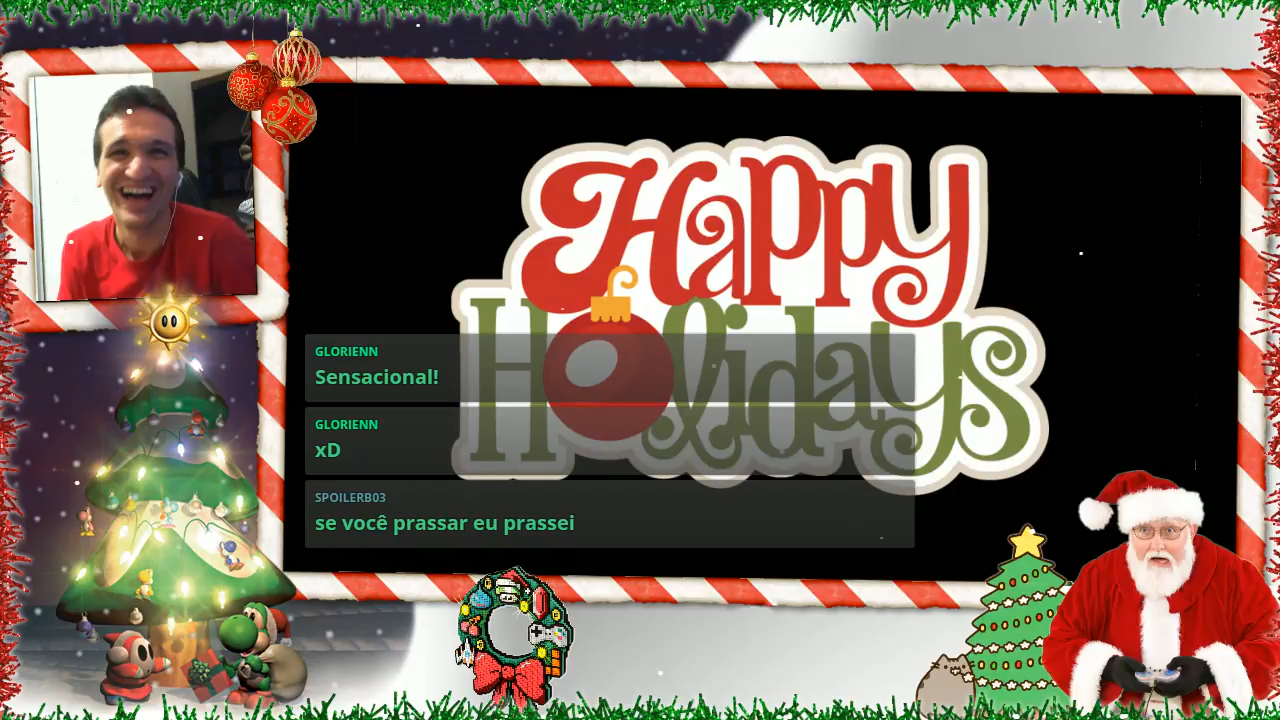 Happy
Holidays
GLORIENN
Sensacional!
GLORIENN
xD
SPOILERB03
se você prassar eu prassei